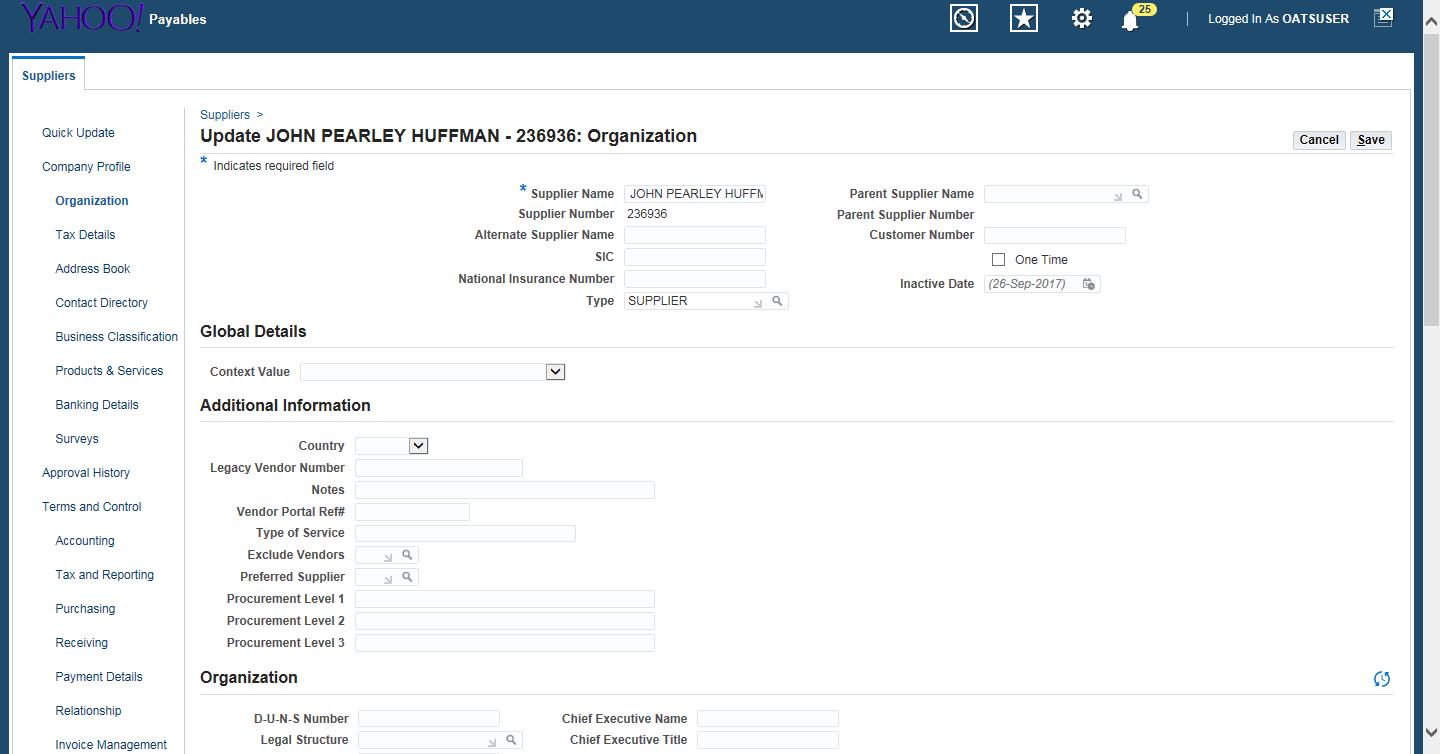 YAHOO! Payables
25
Logged In As OATSUSER
Suppliers
Quick Update
Company Profile
Organization
Tax Details
Address Book
Contact Directory
Business Classification
Products & Services
Banking Details
Surveys
Approval History
Terms and Control
Accounting
Tax and Reporting
Purchasing
Receiving
Payment Details
Relationship
Invoice Management
Suppliers >
Update JOHN PEARLEY HUFFMAN - 236936: Organization
Cancel Save
* Indicates required field
* Supplier Name JOHN PEARLEY HUFFM
Supplier Number 236936
Alternate Supplier Name
SIC
National Insurance Number
Type SUPPLIER
Parent Supplier Name
Parent Supplier Number
Customer Number
One Time
Inactive Date (26-Sep-2017)
Global Details
Context Value
Additional Information
Country
Legacy Vendor Number
Notes
Vendor Portal Ref#
Type of Service
Exclude Vendors
Preferred Supplier
Procurement Level 1
Procurement Level 2
Procurement Level 3
Organization
D-U-N-S Number
Legal Structure
Chief Executive Name
Chief Executive Title